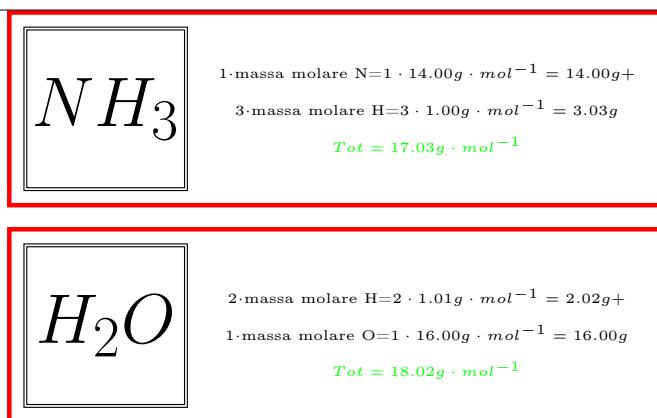 NH₃
1·massa molare N=1 · 14.00g · mol⁻¹ = 14.00g+
3·massa molare H=3 · 1.00g · mol⁻¹ = 3.03g
Tot = 17.03g · mol⁻¹
H₂O
2·massa molare H=2 · 1.01g · mol⁻¹ = 2.02g+
1·massa molare O=1 · 16.00g · mol⁻¹ = 16.00g
Tot = 18.02g · mol⁻¹